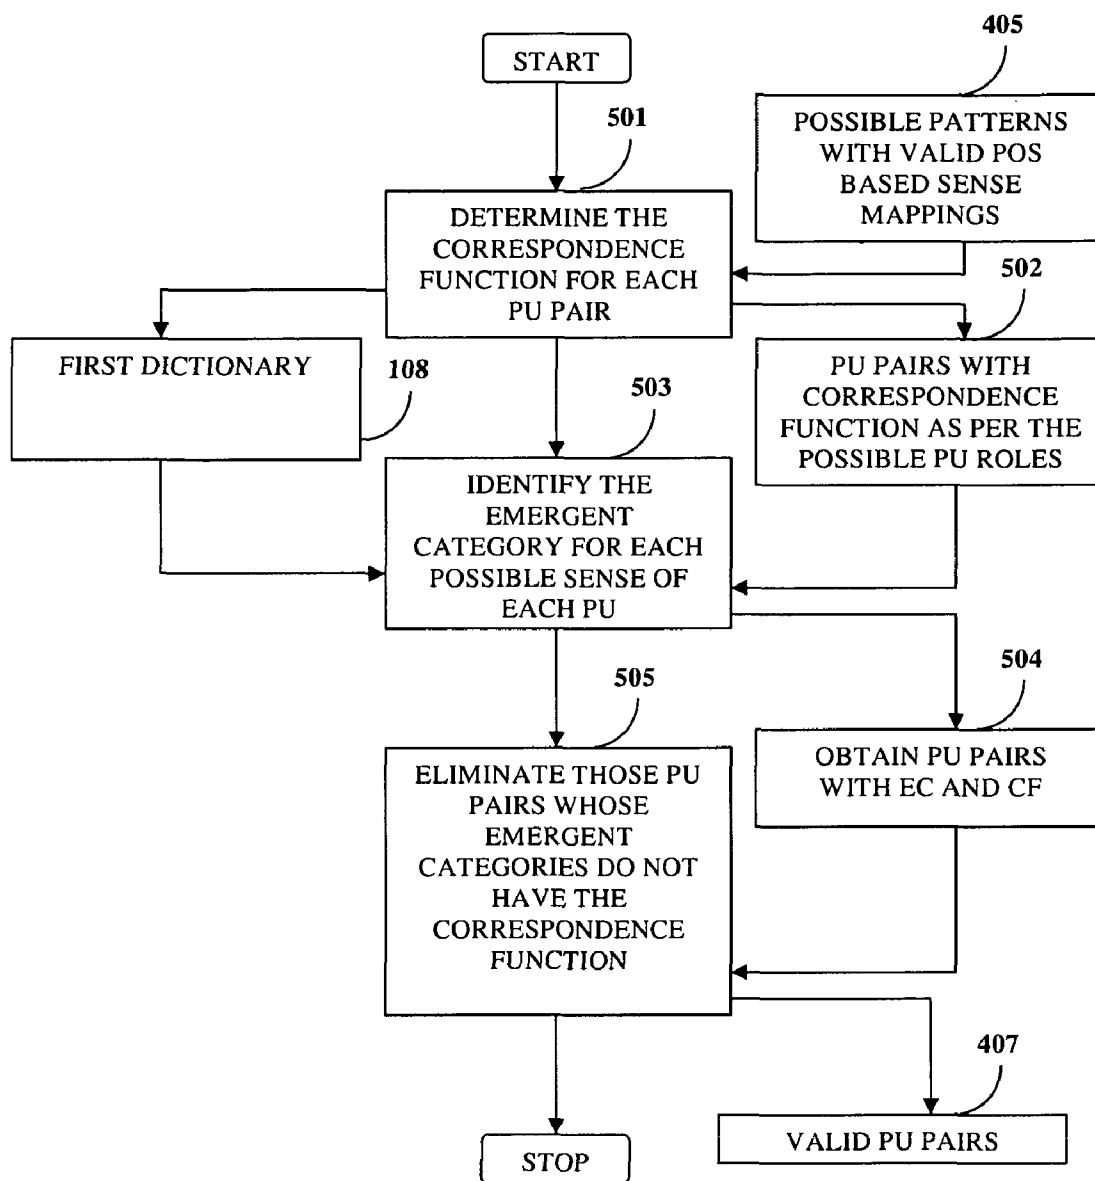 START
405
POSSIBLE PATTERNS
WITH VALID POS
BASED SENSE
MAPPINGS
501
DETERMINE THE
CORRESPONDENCE
FUNCTION FOR EACH
PU PAIR
502
PU PAIRS WITH
CORRESPONDENCE
FUNCTION AS PER THE
POSSIBLE PU ROLES
FIRST DICTIONARY
108
503
IDENTIFY THE
EMERGENT
CATEGORY FOR EACH
POSSIBLE SENSE OF
EACH PU
504
OBTAIN PU PAIRS
WITH EC AND CF
505
ELIMINATE THOSE PU
PAIRS WHOSE
EMERGENT
CATEGORIES DO NOT
HAVE THE
CORRESPONDENCE
FUNCTION
407
VALID PU PAIRS
STOP